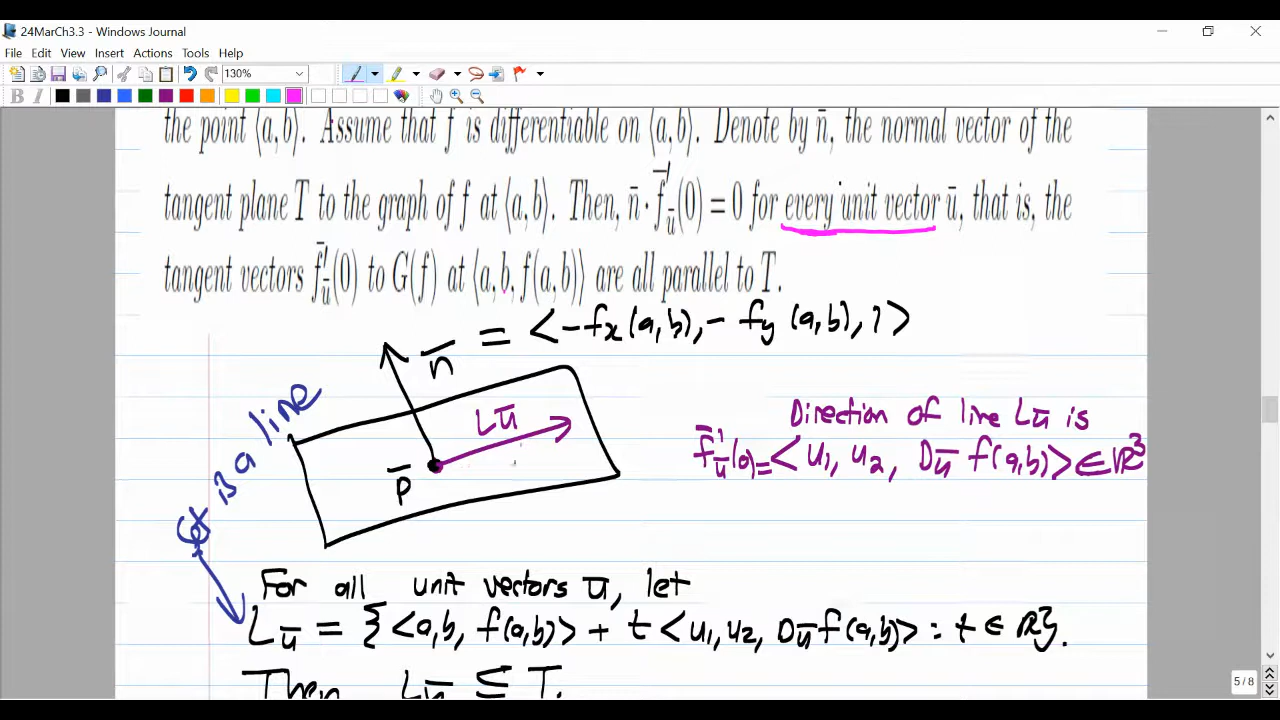 24MarCh3.3 - Windows Journal
File Edit View Insert Actions Tools Help
130%
B I
the point ⟨a, b⟩. Assume that f is differentiable on ⟨a, b⟩. Denote by n̄, the normal vector of the
tangent plane T to the graph of f at ⟨a, b⟩. Then, n̄ · f̄'ū(0) = 0 for every unit vector ū, that is, the
tangent vectors f̄'ū(0) to G(f) at ⟨a, b, f(a, b)⟩ are all parallel to T.
n̄ = <-fx(a,b), -fy(a,b), 1>
is a line
Lū
Direction of line Lū is
f̄'ū(0) = <u1, u2, Dū f(a,b)> ∈ ℝ3
p̄
For all unit vectors ū, let
Lū = {<a,b, f(a,b)> + t <u1, u2, Dū f(a,b)> : t ∈ ℝ}.
Then Lū ⊆ T.
5 / 8